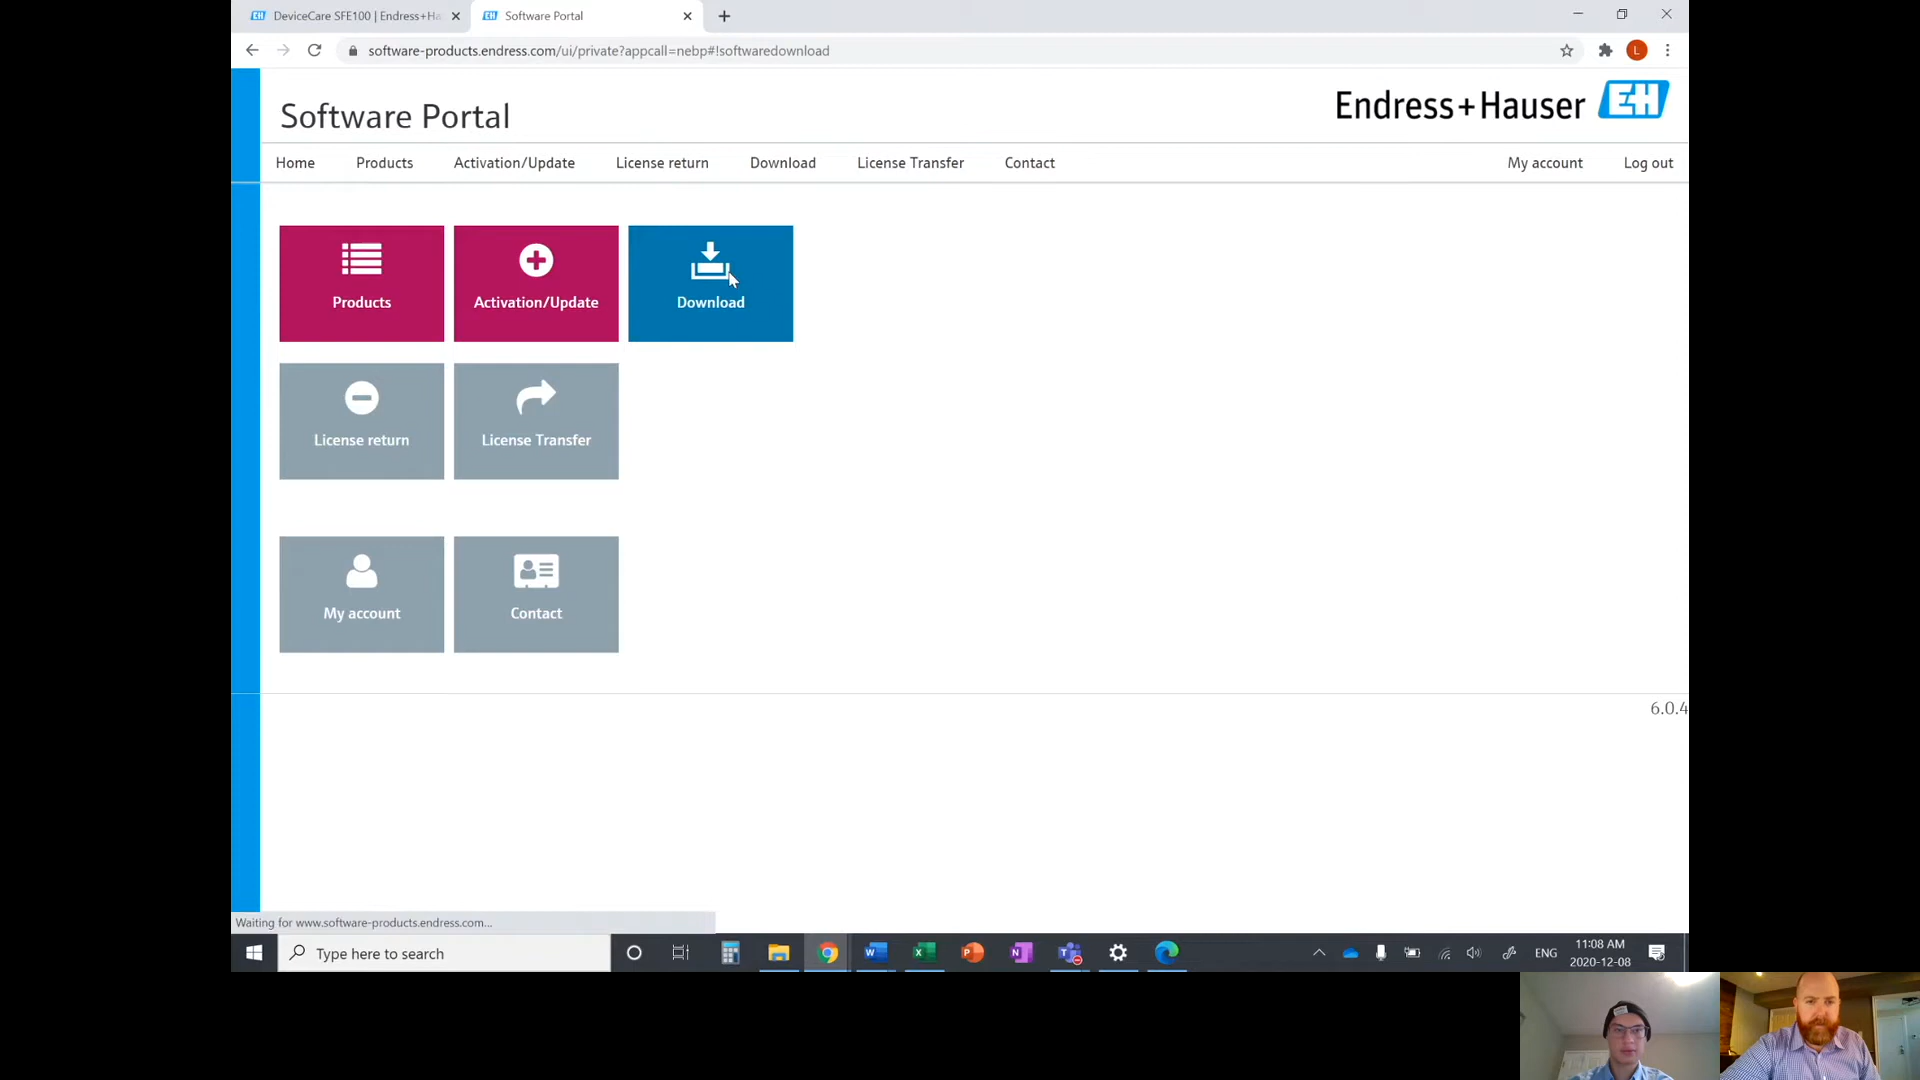 DeviceCare SFE100 | Endress+Ha
Software Portal
software-products.endress.com/ui/private?appcall=nebp#!softwaredownload
L
Software Portal
Endress+Hauser EH
Home Products Activation/Update License return Download License Transfer Contact My account Log out
Products
Activation/Update
Download
License return
License Transfer
My account
Contact
6.0.4
Waiting for www.software-products.endress.com...
Type here to search
ENG
11:08 AM
2020-12-08